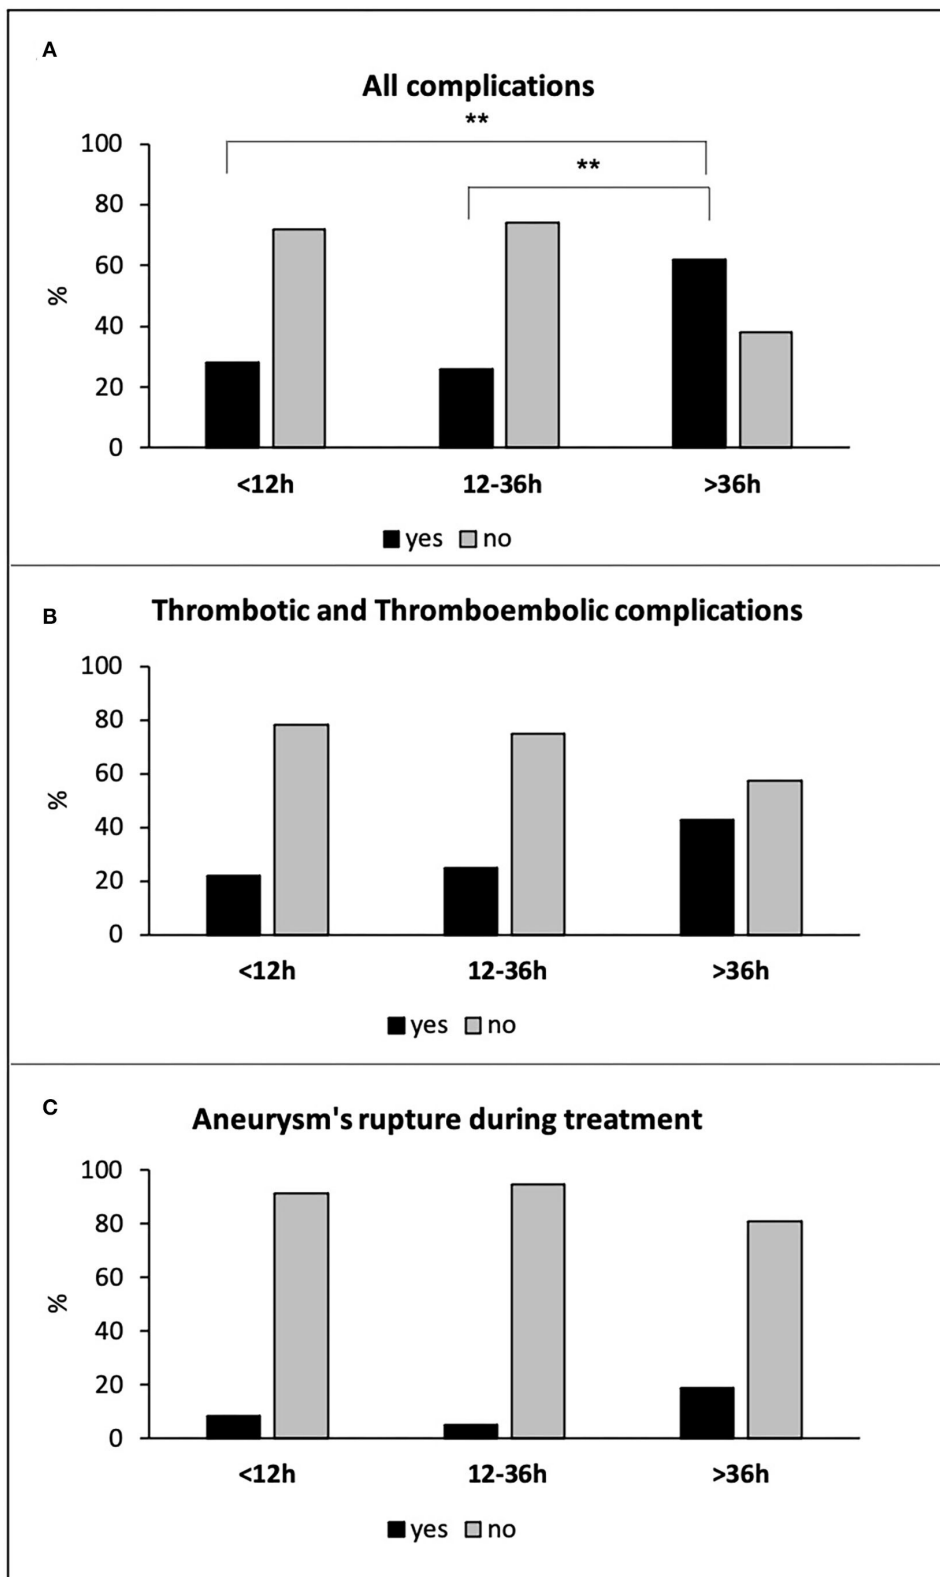 A
All complications
**
**
100
80
60
40
20
0
%
<12h 12-36h >36h
yes no
B
Thrombotic and Thromboembolic complications
100
80
60
40
20
0
%
<12h 12-36h >36h
yes no
C
Aneurysm's rupture during treatment
100
80
60
40
20
0
%
<12h 12-36h >36h
yes no